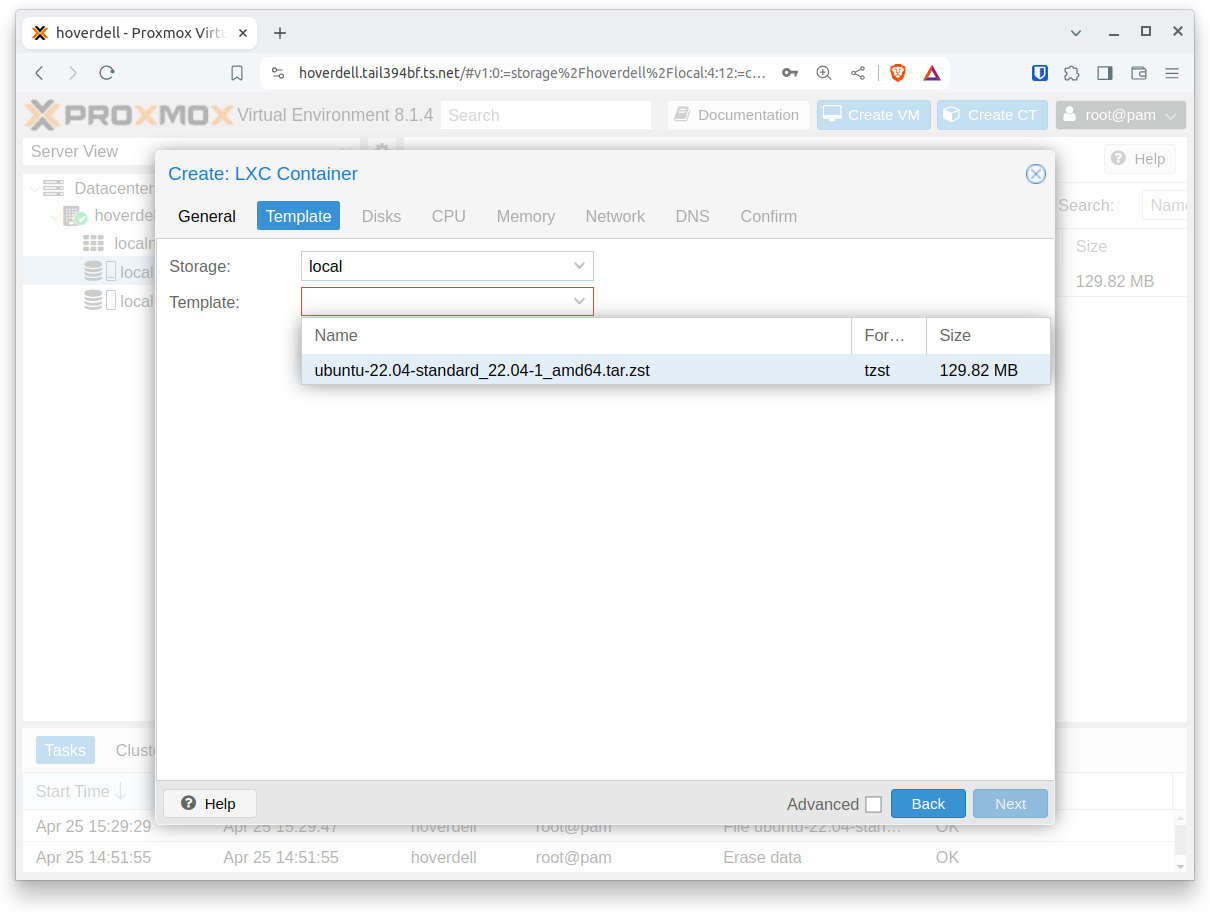 hoverdell - Proxmox Virtu
hoverdell.tail394bf.ts.net/#v1:0:=storage%2Fhoverdell%2Flocal:4:12:=c...
PROXMOX Virtual Environment 8.1.4 Search Documentation Create VM Create CT root@pam
Server View Help
Create: LXC Container
Datacenter
General Template Disks CPU Memory Network DNS Confirm
hoverdel Search: Name
localn Size
Storage: local
local 129.82 MB
Template:
local
Name For... Size
ubuntu-22.04-standard_22.04-1_amd64.tar.zst tzst 129.82 MB
Tasks Cluste
Start Time
Help Advanced Back Next
Apr 25 15:29:29 Apr 25 15:29:47 hoverdell root@pam File ubuntu-22.04-stan... OK
Apr 25 14:51:55 Apr 25 14:51:55 hoverdell root@pam Erase data OK